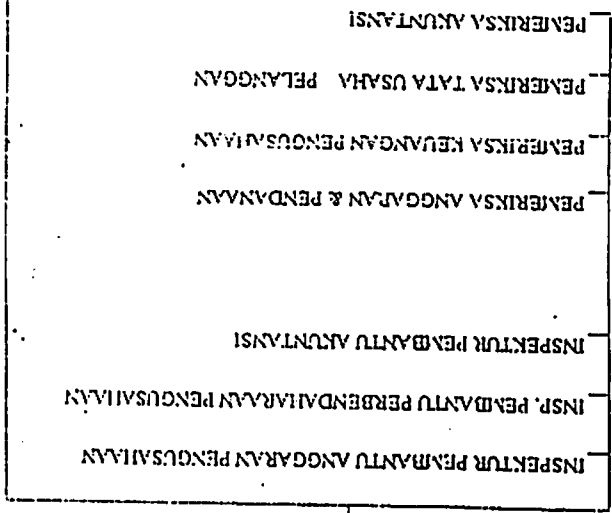 INSPEKTUR PEMBANTU ANGGARAN PENGUSAHAAN
INSP. PEMBANTU PERBENDAHARAAN PENGUSAHAAN
INSPEKTUR PEMBANTU AKUNTANSI
PEMERIKSA ANGGARAN & PENDANAAN
PEMERIKSA KEUANGAN PENGUSAHAAN
PEMERIKSA TATA USAHA PELANGGAN
PEMERIKSA AKUNTANSI